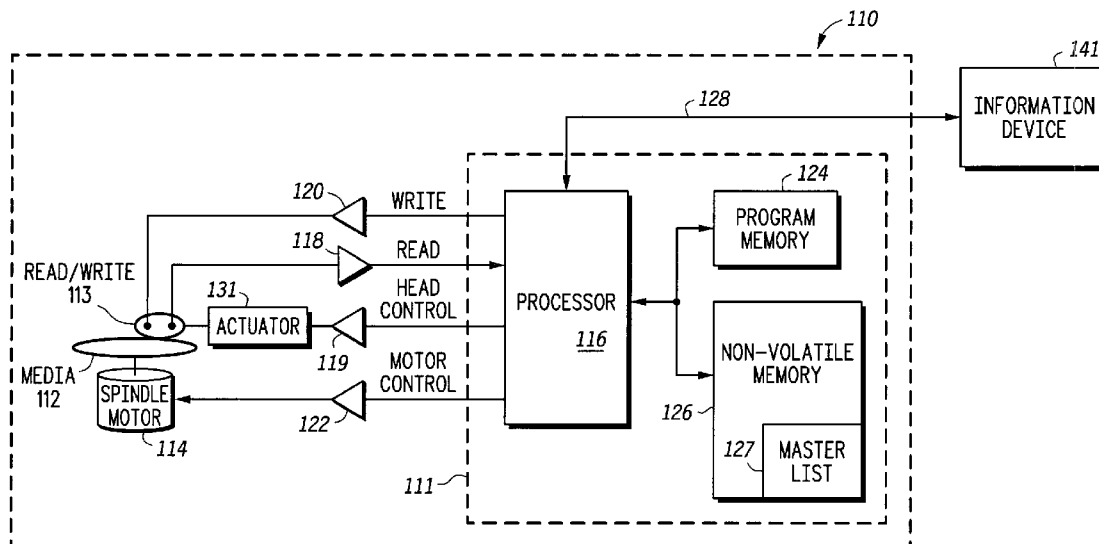 110
141
INFORMATION
DEVICE
128
120
WRITE
124
PROGRAM
MEMORY
118
READ
READ/WRITE
113
131
ACTUATOR
HEAD
CONTROL
119
PROCESSOR
116
MEDIA
112
SPINDLE
MOTOR
114
MOTOR
CONTROL
122
NON-VOLATILE
MEMORY
126
127
MASTER
LIST
111